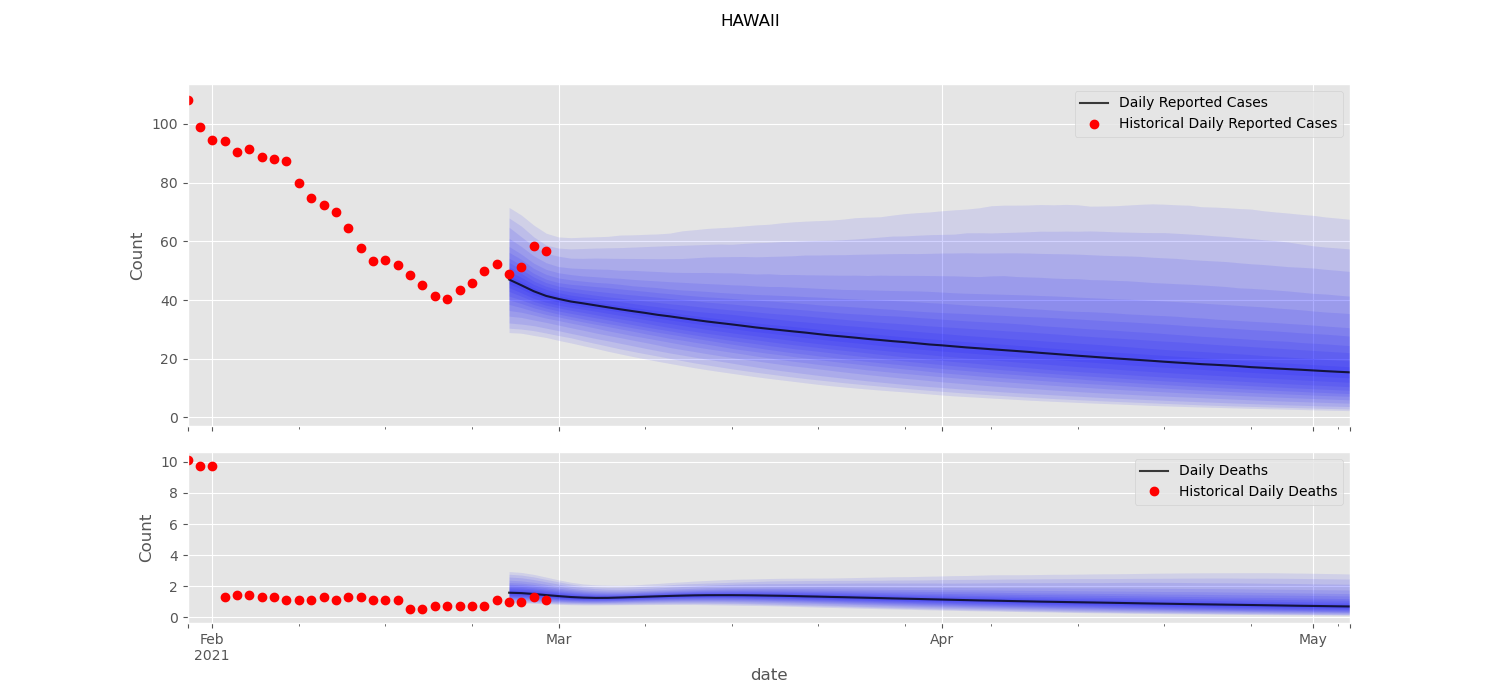 HAWAII
Daily Reported Cases
Historical Daily Reported Cases
100
80
60
40
20
0
Count
Daily Deaths
Historical Daily Deaths
10
8
6
4
2
0
Count
Feb
2021
Mar
Apr
May
date